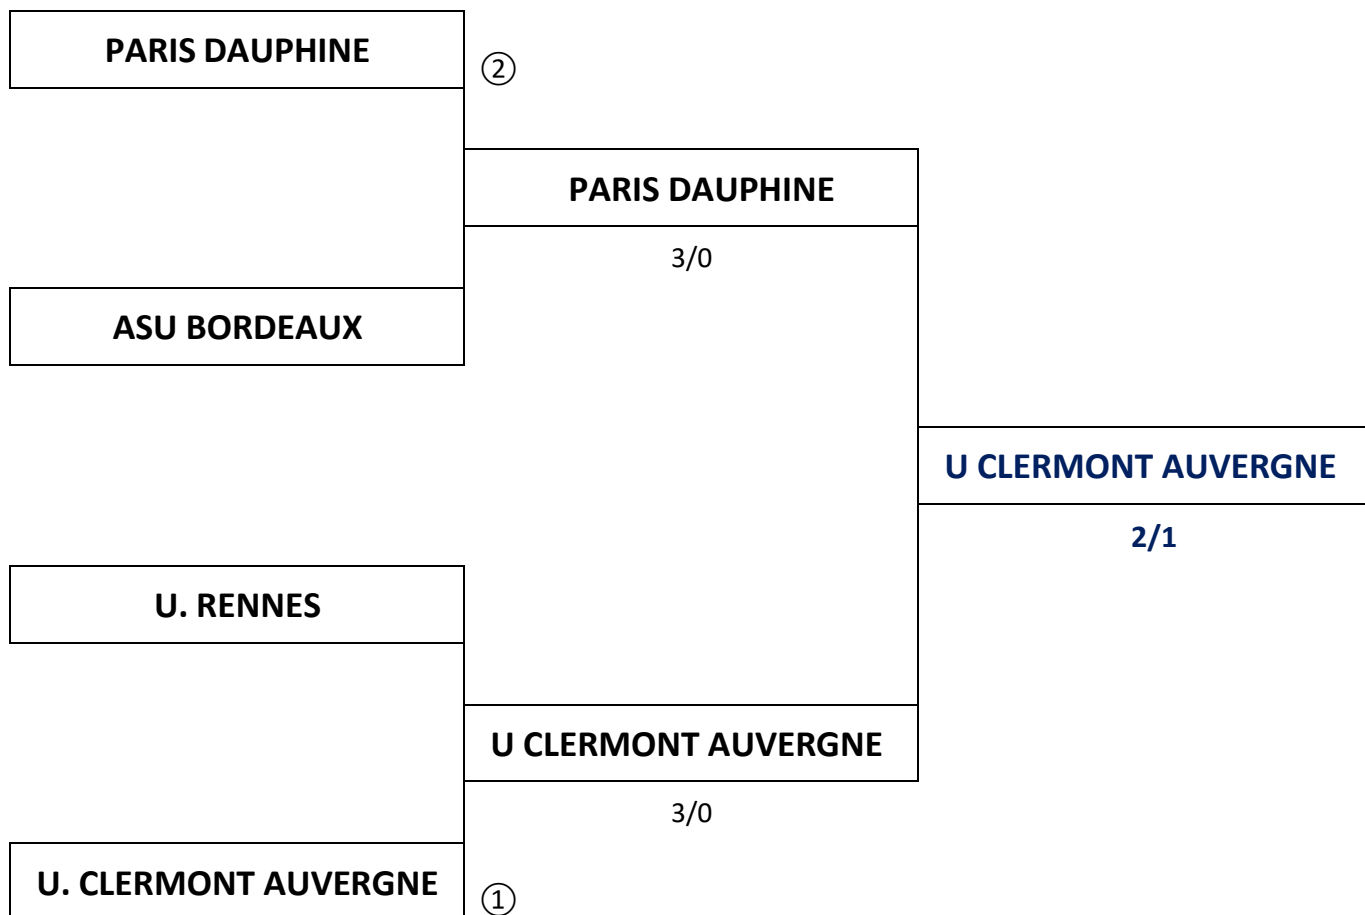 PARIS DAUPHINE
②
PARIS DAUPHINE
3/0
ASU BORDEAUX
U CLERMONT AUVERGNE
2/1
U. RENNES
U CLERMONT AUVERGNE
3/0
U. CLERMONT AUVERGNE
①